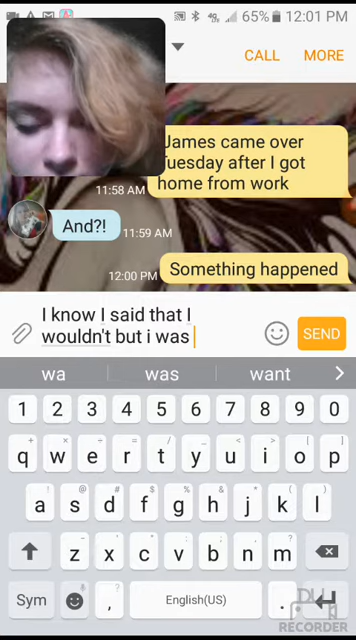 65% 12:01 PM
CALL MORE
James came over
Tuesday after I got
home from work
11:58 AM
And?!
11:59 AM
Something happened
12:00 PM
I know I said that I
wouldn't but i was
SEND
wa was want
1 2 3 4 5 6 7 8 9 0
+ × ÷ = / _ < > [ ]
q w e r t y u i o p
! @ # $ % & * ( )
a s d f g h j k l
- ' " : ; , ?
z x c v b n m
Sym , English(US) .
RECORDER